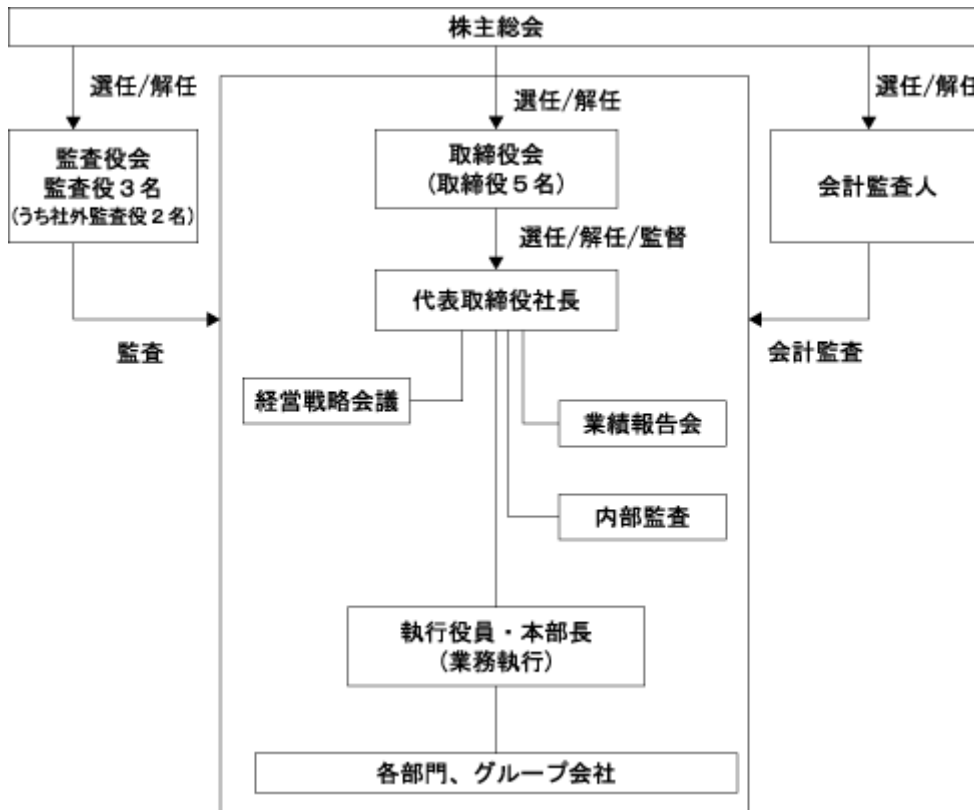 株主総会
選任/解任
選任/解任
選任/解任
監査役会
監査役３名
(うち社外監査役２名)
取締役会
(取締役５名)
会計監査人
選任/解任/監督
代表取締役社長
監査
会計監査
経営戦略会議
業績報告会
内部監査
執行役員・本部長
(業務執行)
各部門、グループ会社